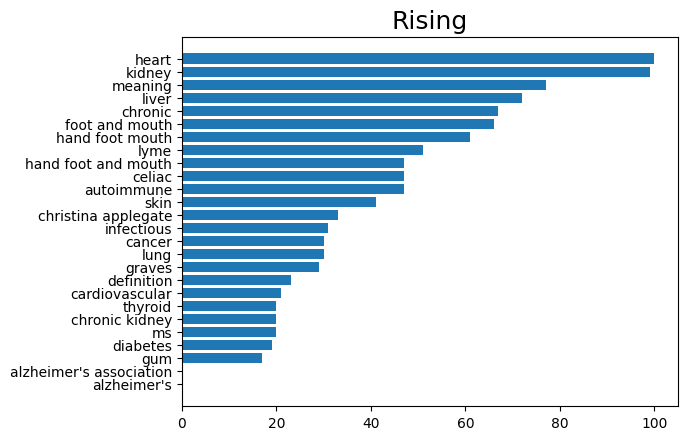 Rising
heart
kidney
meaning
liver
chronic
foot and mouth
hand foot mouth
lyme
hand foot and mouth
celiac
autoimmune
skin
christina applegate
infectious
cancer
lung
graves
definition
cardiovascular
thyroid
chronic kidney
ms
diabetes
gum
alzheimer's association
alzheimer's
0 20 40 60 80 100